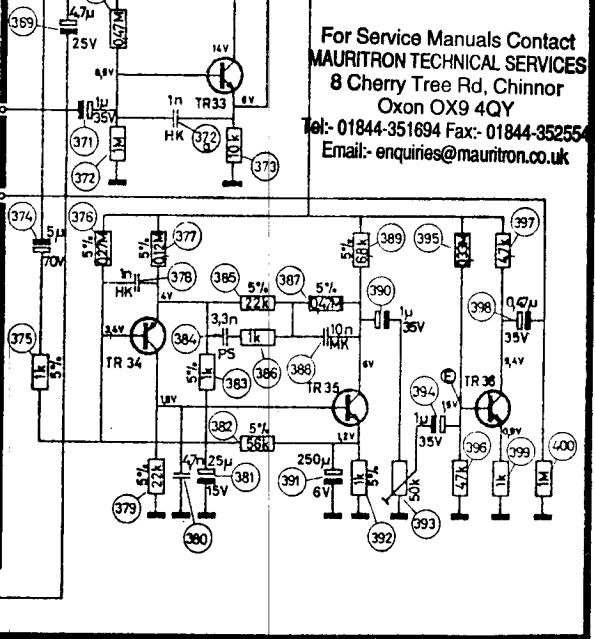 369
4,7µ
25V
0,47M
14V
For Service Manuals Contact
MAURITRON TECHNICAL SERVICES
8 Cherry Tree Rd, Chinnor
Oxon OX9 4QY
Tel:- 01844-351694 Fax:- 01844-352554
Email:- enquiries@mauritron.co.uk
TR33
6V
1µ
35V
371
1n
HK
372
a
1M
372
10k
373
374
5µ
70V
376
5%
0,27M
5%
0,12M
377
1n
HK
378
4V
385
5%
22k
387
5%
0,47M
5%
68k
389
390
1µ
35V
395
0,33M
47k
397
398
0,47µ
35V
375
1k
5%
3,4V
TR 34
384
3,3n
PS
1k
386
10n
MK
388
6V
5%
1k
383
TR 35
9,4V
TR 36
E
394
1µ
35V
1,8V
382
5%
56k
1,2V
0,9V
5%
22k
379
47n
380
25µ
15V
381
250µ
6V
391
1k
5%
392
50k
393
47k
396
1k
399
1M
400